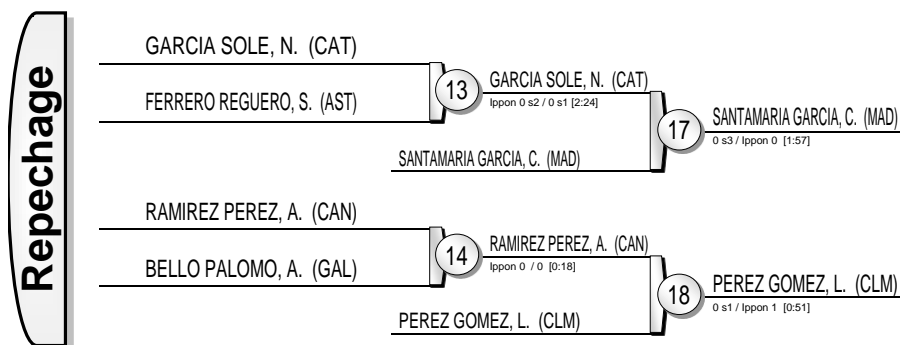 Repechage
GARCIA SOLE, N. (CAT)
FERRERO REGUERO, S. (AST)
13
GARCIA SOLE, N. (CAT)
Ippon 0 s2 / 0 s1 [2:24]
SANTAMARIA GARCIA, C. (MAD)
17
SANTAMARIA GARCIA, C. (MAD)
0 s3 / Ippon 0 [1:57]
RAMIREZ PEREZ, A. (CAN)
BELLO PALOMO, A. (GAL)
14
RAMIREZ PEREZ, A. (CAN)
Ippon 0 / 0 [0:18]
PEREZ GOMEZ, L. (CLM)
18
PEREZ GOMEZ, L. (CLM)
0 s1 / Ippon 1 [0:51]